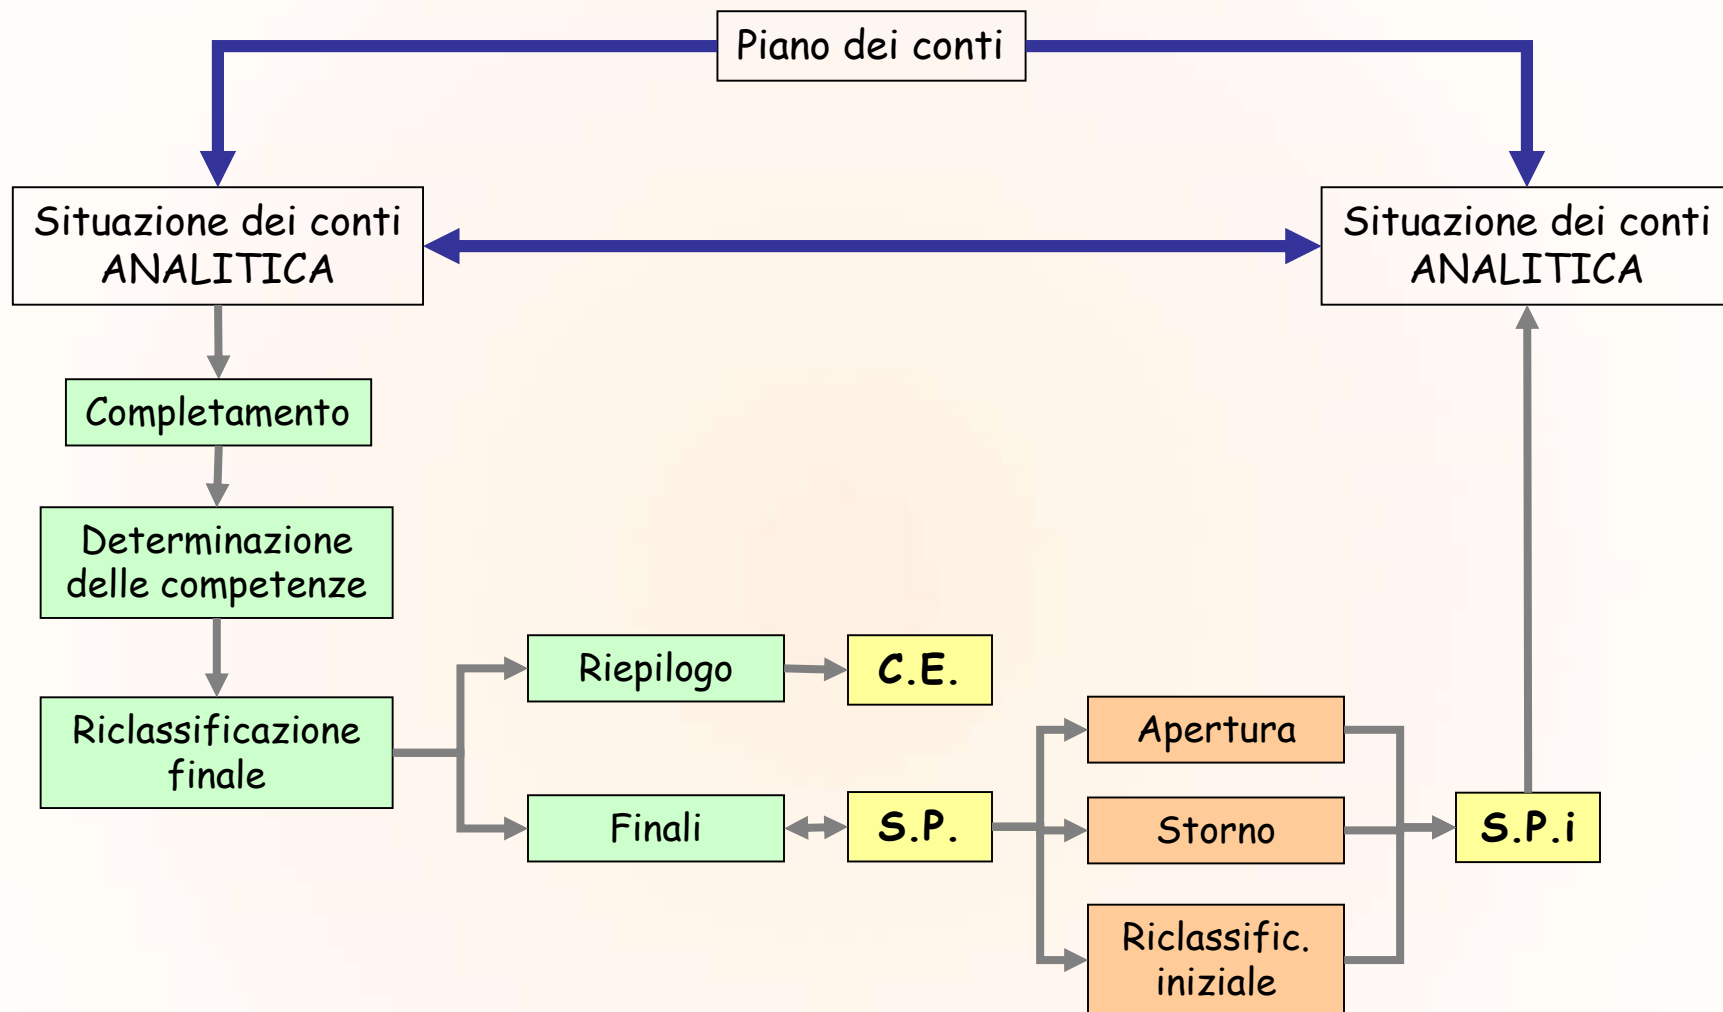 Piano dei conti
Situazione dei conti
ANALITICA
Situazione dei conti
ANALITICA
Completamento
Determinazione
delle competenze
Riepilogo
C.E.
Riclassificazione
finale
Apertura
Finali
S.P.
Storno
S.P.i
Riclassific.
iniziale